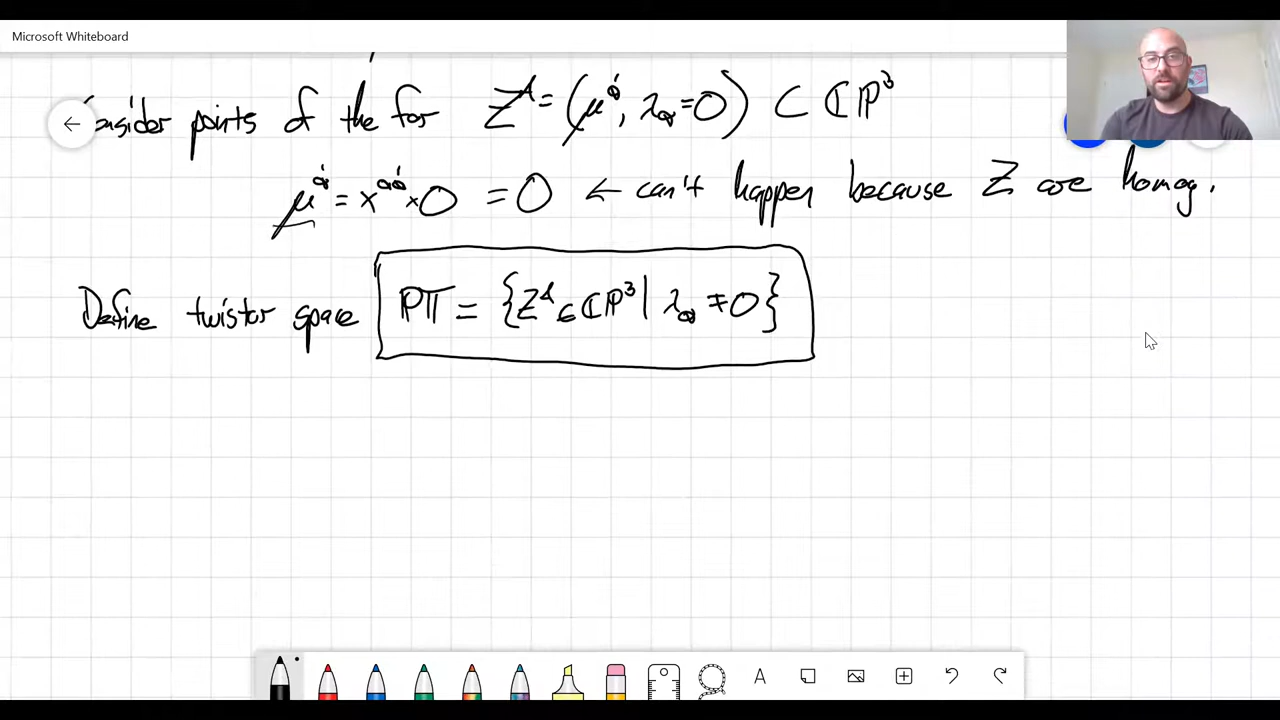 Microsoft Whiteboard
onsider points of the for Z^A = (μ^α̇, λ_α = 0) ⊂ ℂℙ³
μ^α̇ = x^αα̇ × 0 = 0 ← can't happen because Z are homog.
Define twistor space ℙ𝕋 = {Z^A ∈ ℂℙ³ | λ_α ≠ 0}
A